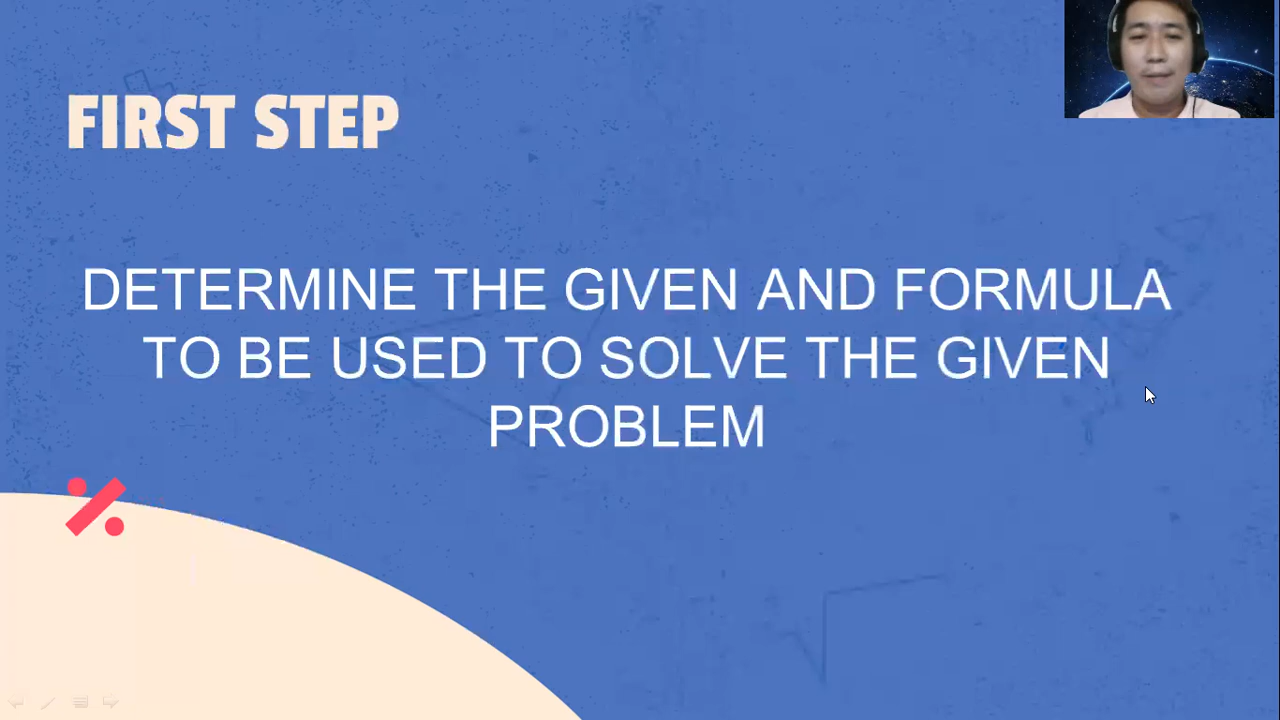 FIRST STEP
DETERMINE THE GIVEN AND FORMULA
TO BE USED TO SOLVE THE GIVEN
PROBLEM